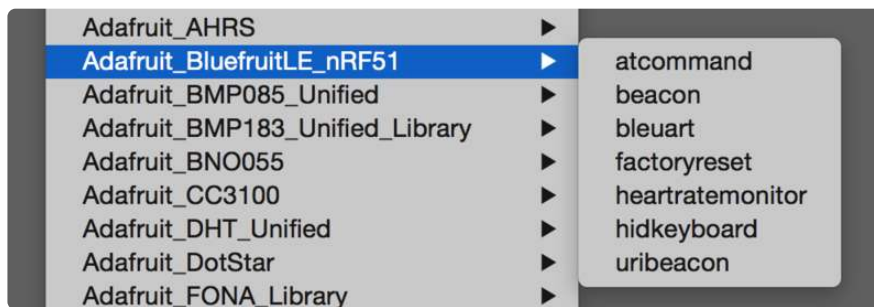 Adafruit_AHRS
Adafruit_BluefruitLE_nRF51
Adafruit_BMP085_Unified
Adafruit_BMP183_Unified_Library
Adafruit_BNO055
Adafruit_CC3100
Adafruit_DHT_Unified
Adafruit_DotStar
Adafruit_FONA_Library
atcommand
beacon
bleuart
factoryreset
heartratemonitor
hidkeyboard
uribeacon